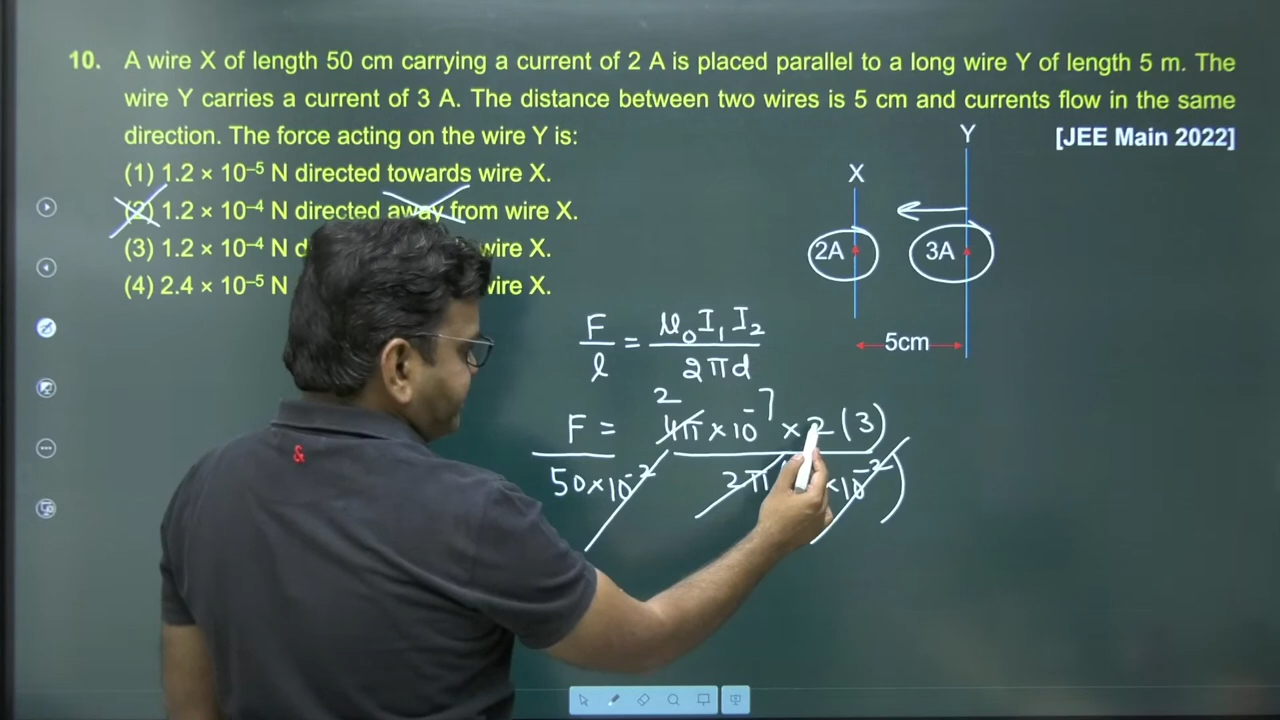 10. A wire X of length 50 cm carrying a current of 2 A is placed parallel to a long wire Y of length 5 m. The
wire Y carries a current of 3 A. The distance between two wires is 5 cm and currents flow in the same
direction. The force acting on the wire Y is:
[JEE Main 2022]
(1) 1.2 × 10⁻⁵ N directed towards wire X.
(2) 1.2 × 10⁻⁴ N directed away from wire X.
(3) 1.2 × 10⁻⁴ N wire X.
(4) 2.4 × 10⁻⁵ N wire X.
Y
X
2A 3A
5cm
F/l = μ₀I₁I₂/2πd
2
F = 4π×10⁻⁷×2(3)
50×10⁻² 2π ×10⁻²)
&